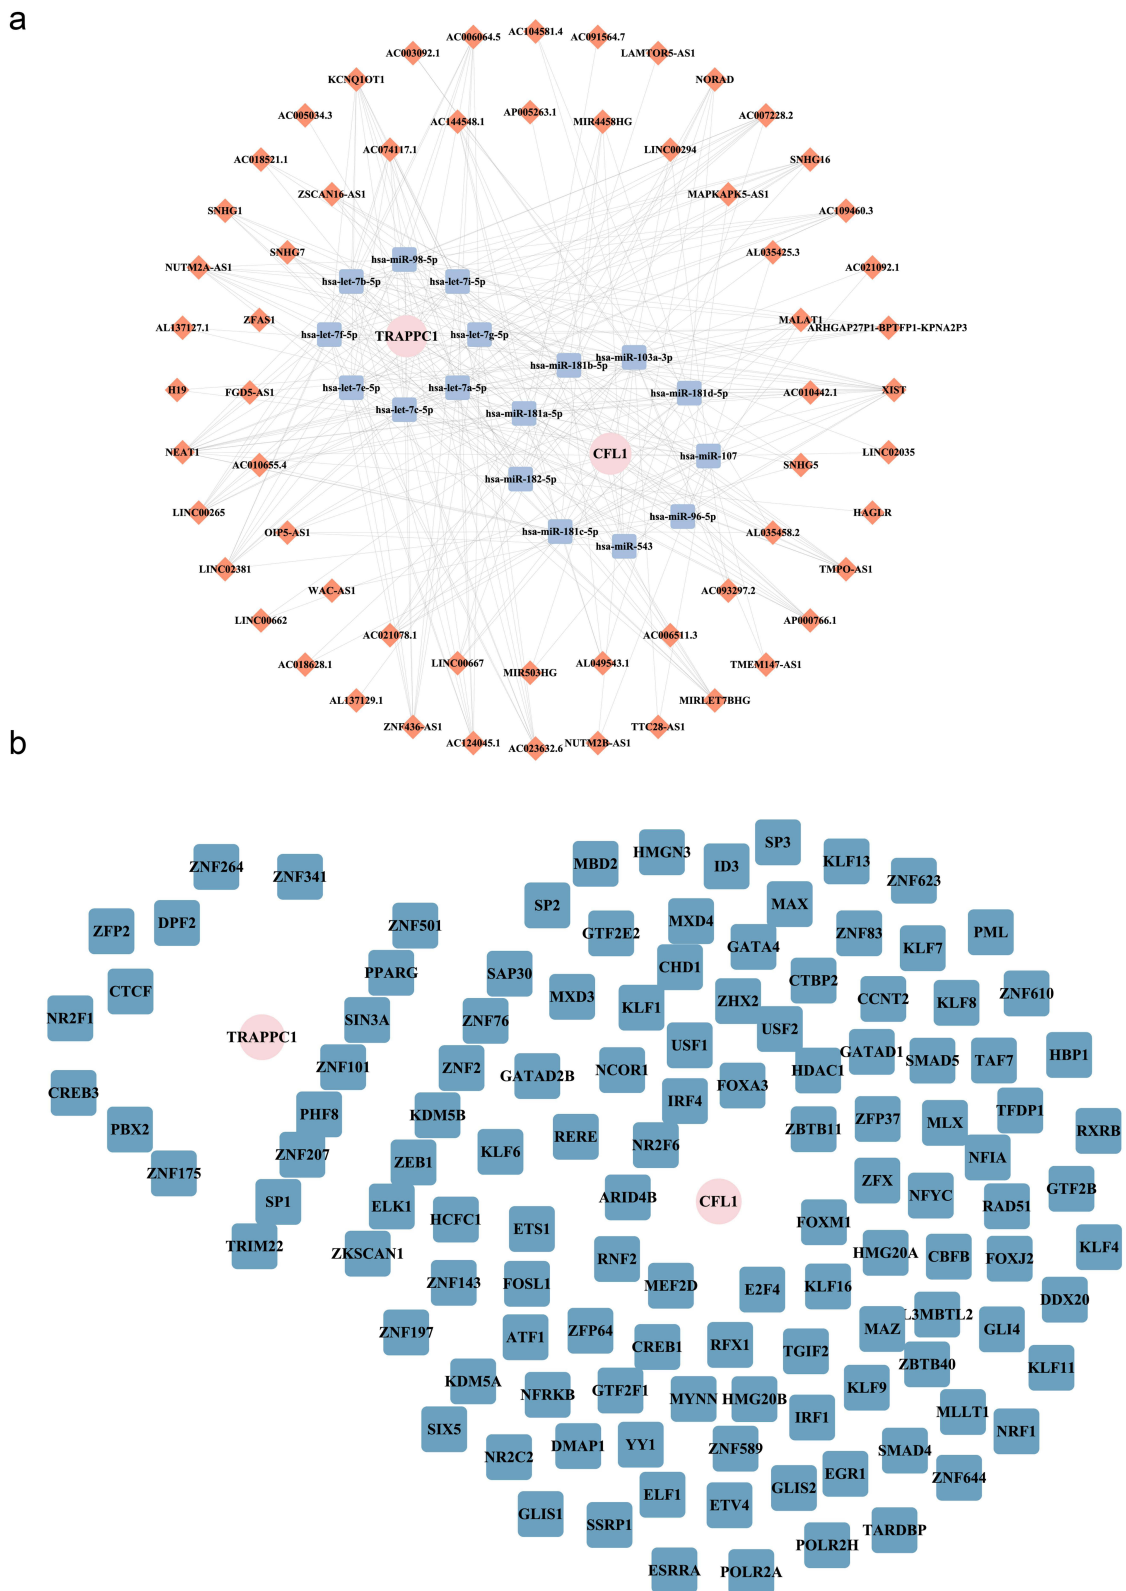 a
AC006064.5
AC104581.4
AC091564.7
AC003092.1
LAMTOR5-AS1
KCNQ1OT1
NORAD
AC005034.3
AC144548.1
AP005263.1
MIR4458HG
AC007228.2
AC018521.1
AC074117.1
LINC00294
SNHG16
ZSCAN16-AS1
MAPKAPK5-AS1
SNHG1
AC109460.3
SNHG7
AL035425.3
NUTM2A-AS1
hsa-miR-98-5p
AC021092.1
hsa-let-7b-5p
hsa-let-7i-5p
AL137127.1
ZFAS1
hsa-let-7f-5p
TRAPPC1
hsa-let-7g-5p
MALAT1
ARHGAP27P1-BPTFP1-KPNA2P3
hsa-miR-181b-5p
hsa-miR-103a-3p
H19
FGD5-AS1
hsa-let-7e-5p
hsa-let-7a-5p
hsa-let-7c-5p
hsa-miR-181a-5p
hsa-miR-181d-5p
AC010442.1
XIST
NEAT1
AC010655.4
CFL1
hsa-miR-107
SNHG5
LINC02035
hsa-miR-182-5p
LINC00265
OIP5-AS1
hsa-miR-181c-5p
hsa-miR-543
hsa-miR-96-5p
AL035458.2
HAGLR
LINC02381
TMPO-AS1
WAC-AS1
AC093297.2
LINC00662
AC021078.1
AC006511.3
AP000766.1
AC018628.1
LINC00667
MIR503HG
AL049543.1
TMEM147-AS1
AL137129.1
MIRLET7BHG
ZNF436-AS1
AC124045.1
AC023632.6
NUTM2B-AS1
TTC28-AS1
b
ZNF264
ZNF341
ZFP2
DPF2
CTCF
NR2F1
TRAPPC1
CREB3
PBX2
ZNF175
ZNF501
PPARG
SIN3A
ZNF101
PHF8
ZNF207
SP1
TRIM22
SP3
MBD2
HMGN3
ID3
KLF13
ZNF623
SP2
MAX
GTF2E2
MXD4
GATA4
ZNF83
KLF7
PML
SAP30
CHD1
CTBP2
MXD3
KLF1
ZHX2
CCNT2
KLF8
ZNF610
ZNF76
USF2
USF1
ZNF2
GATAD2B
NCOR1
FOXA3
HDAC1
GATAD1
SMAD5
TAF7
HBP1
KDM5B
IRF4
ZBTB11
ZFP37
MLX
TFDP1
RXRB
ZEB1
KLF6
RERE
NR2F6
NFIA
ELK1
ARID4B
CFL1
ZFX
NFYC
RAD51
GTF2B
ZKSCAN1
HCFC1
ETS1
FOXM1
ZNF143
FOSL1
RNF2
HMG20A
CBFB
FOXJ2
KLF4
MEF2D
E2F4
KLF16
DDX20
ZNF197
ATF1
ZFP64
CREB1
RFX1
TGIF2
MAZ
L3MBTL2
GLI4
KDM5A
NFRKB
GTF2F1
MYNN
HMG20B
KLF9
ZBTB40
KLF11
SIX5
IRF1
MLLT1
NR2C2
DMAP1
YY1
ZNF589
SMAD4
NRF1
GLIS1
SSRP1
ELF1
ETV4
GLIS2
EGR1
ZNF644
ESRRA
POLR2A
POLR2H
TARDBP